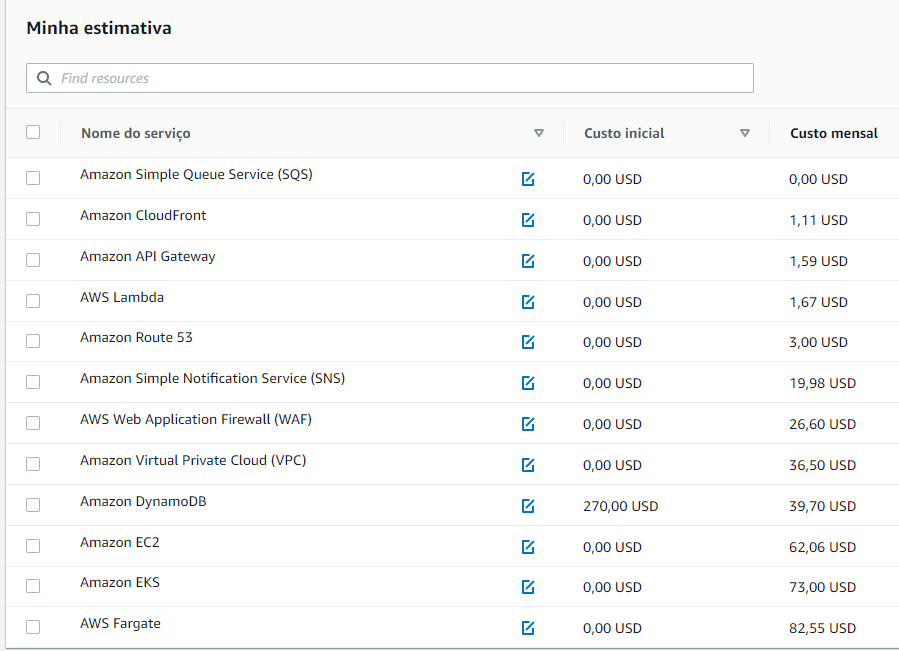 Minha estimativa
Find resources
Nome do serviço Custo inicial Custo mensal
Amazon Simple Queue Service (SQS) 0,00 USD 0,00 USD
Amazon CloudFront 0,00 USD 1,11 USD
Amazon API Gateway 0,00 USD 1,59 USD
AWS Lambda 0,00 USD 1,67 USD
Amazon Route 53 0,00 USD 3,00 USD
Amazon Simple Notification Service (SNS) 0,00 USD 19,98 USD
AWS Web Application Firewall (WAF) 0,00 USD 26,60 USD
Amazon Virtual Private Cloud (VPC) 0,00 USD 36,50 USD
Amazon DynamoDB 270,00 USD 39,70 USD
Amazon EC2 0,00 USD 62,06 USD
Amazon EKS 0,00 USD 73,00 USD
AWS Fargate 0,00 USD 82,55 USD